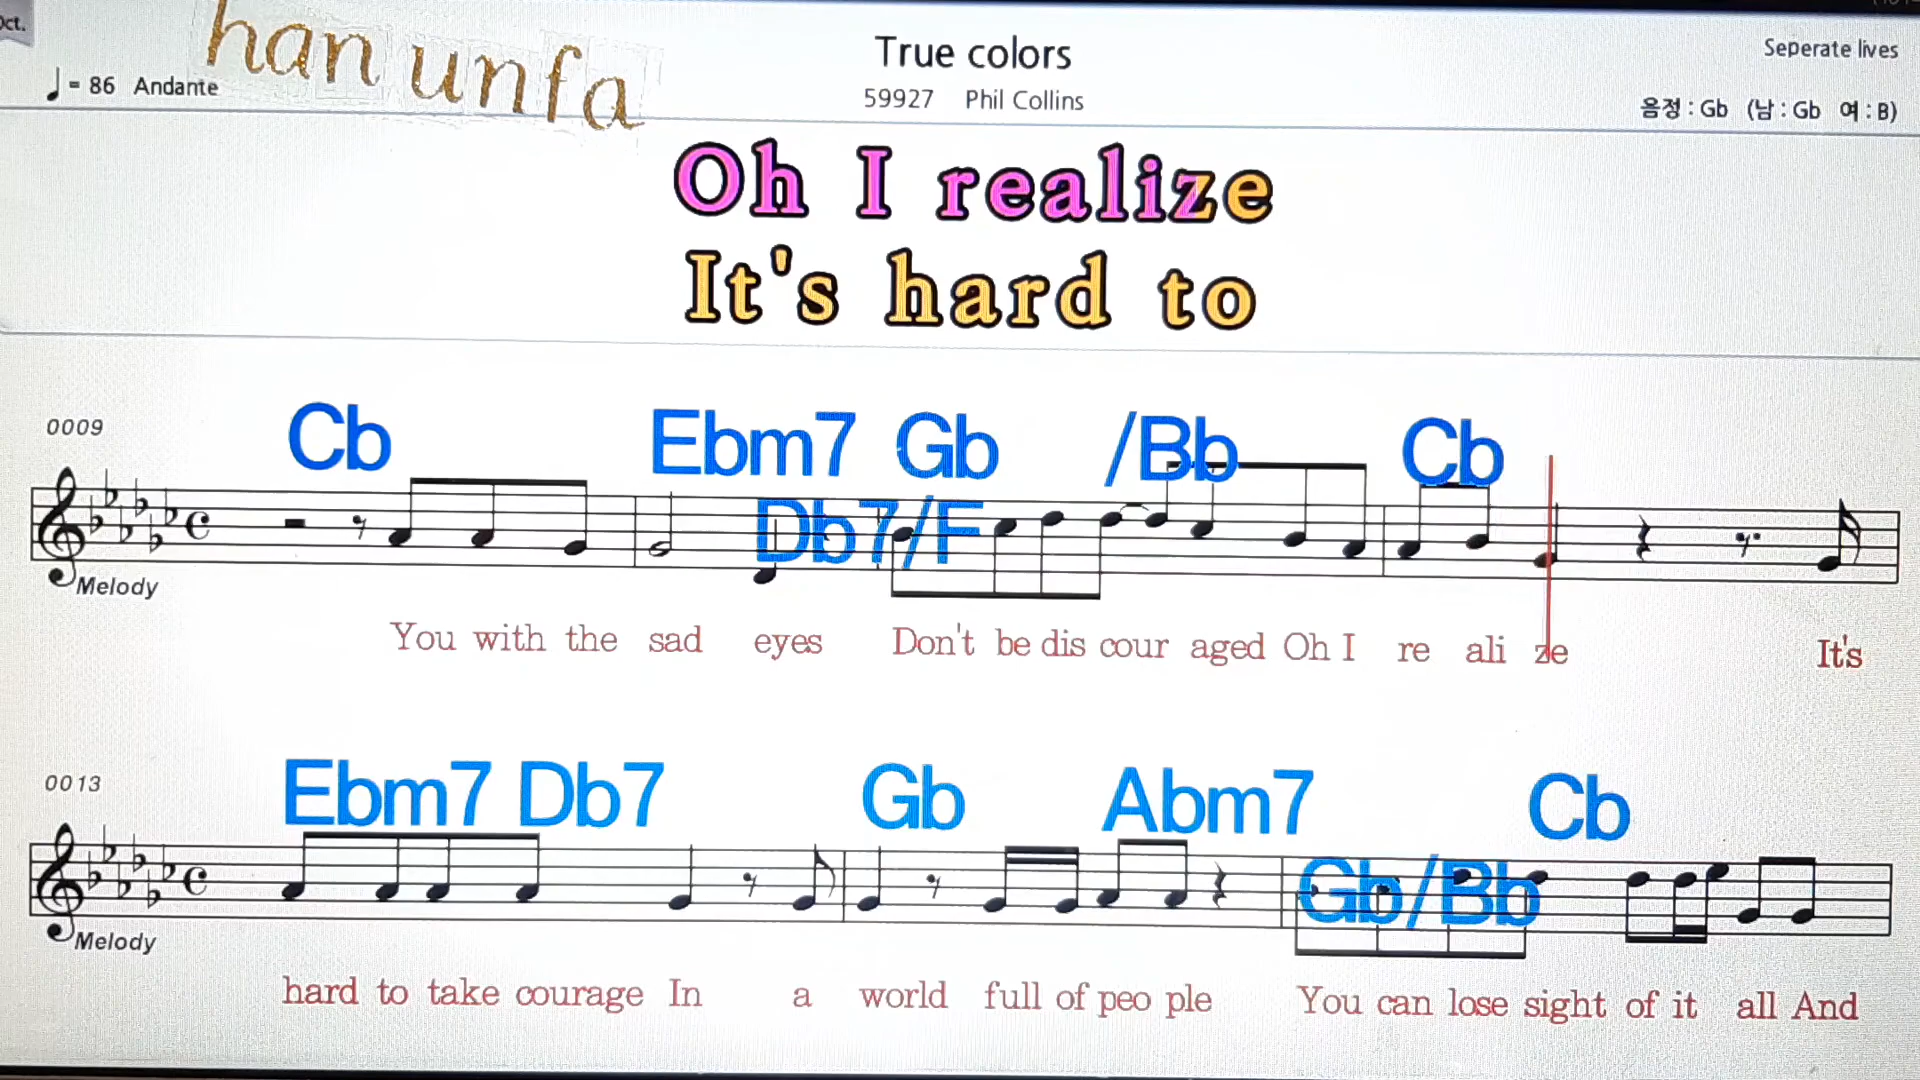 Oct.
han unfa
True colors
Seperate lives
♩ = 86 Andante
59927 Phil Collins
음정 : Gb (남 : Gb 여 : B)
Oh I realize
It's hard to
0009
Cb Ebm7 Gb /Bb Cb
Db7/F
Melody
You with the sad eyes Don't be dis cour aged Oh I re ali ze It's
0013
Ebm7 Db7 Gb Abm7 Cb
Gb/Bb
Melody
hard to take courage In a world full of peo ple You can lose sight of it all And